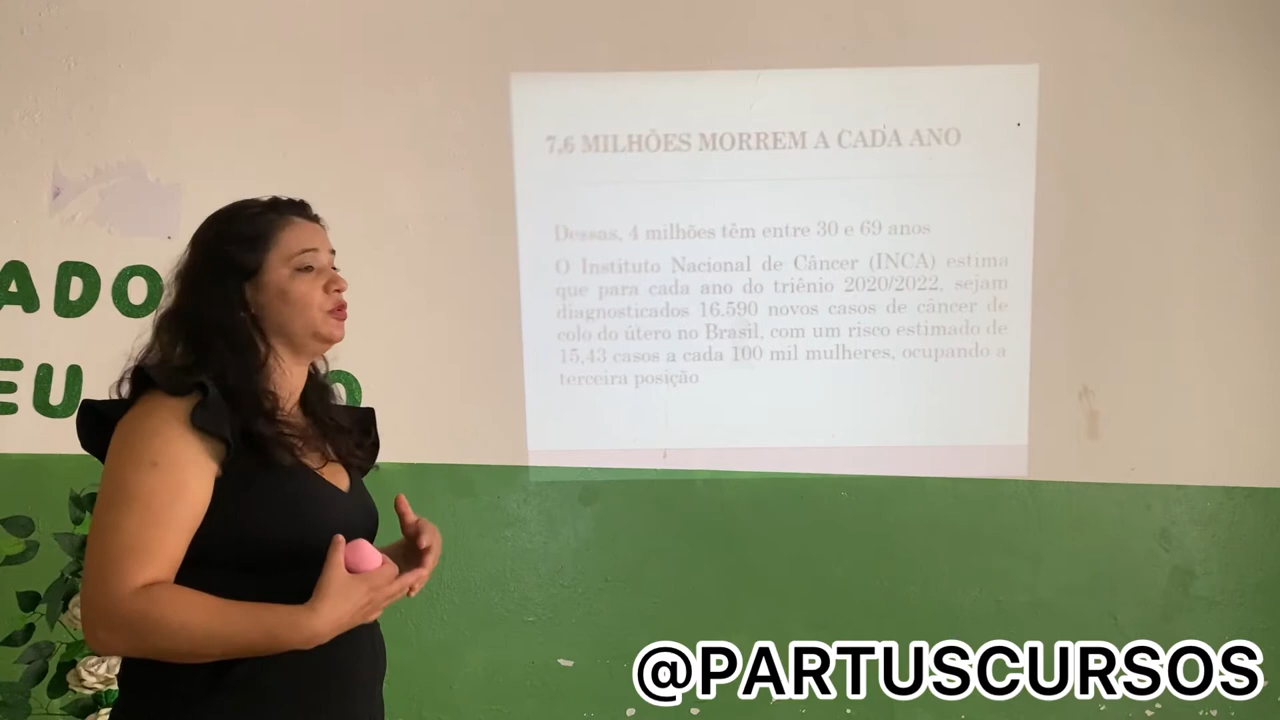 7,6 MILHÕES MORREM A CADA ANO
Dessas, 4 milhões têm entre 30 e 69 anos
O Instituto Nacional de Câncer (INCA) estima
que para cada ano do triênio 2020/2022, sejam
diagnosticados 16.590 novos casos de câncer de
colo do útero no Brasil, com um risco estimado de
15,43 casos a cada 100 mil mulheres, ocupando a
terceira posição
ADO
EU
O
@PARTUSCURSOS